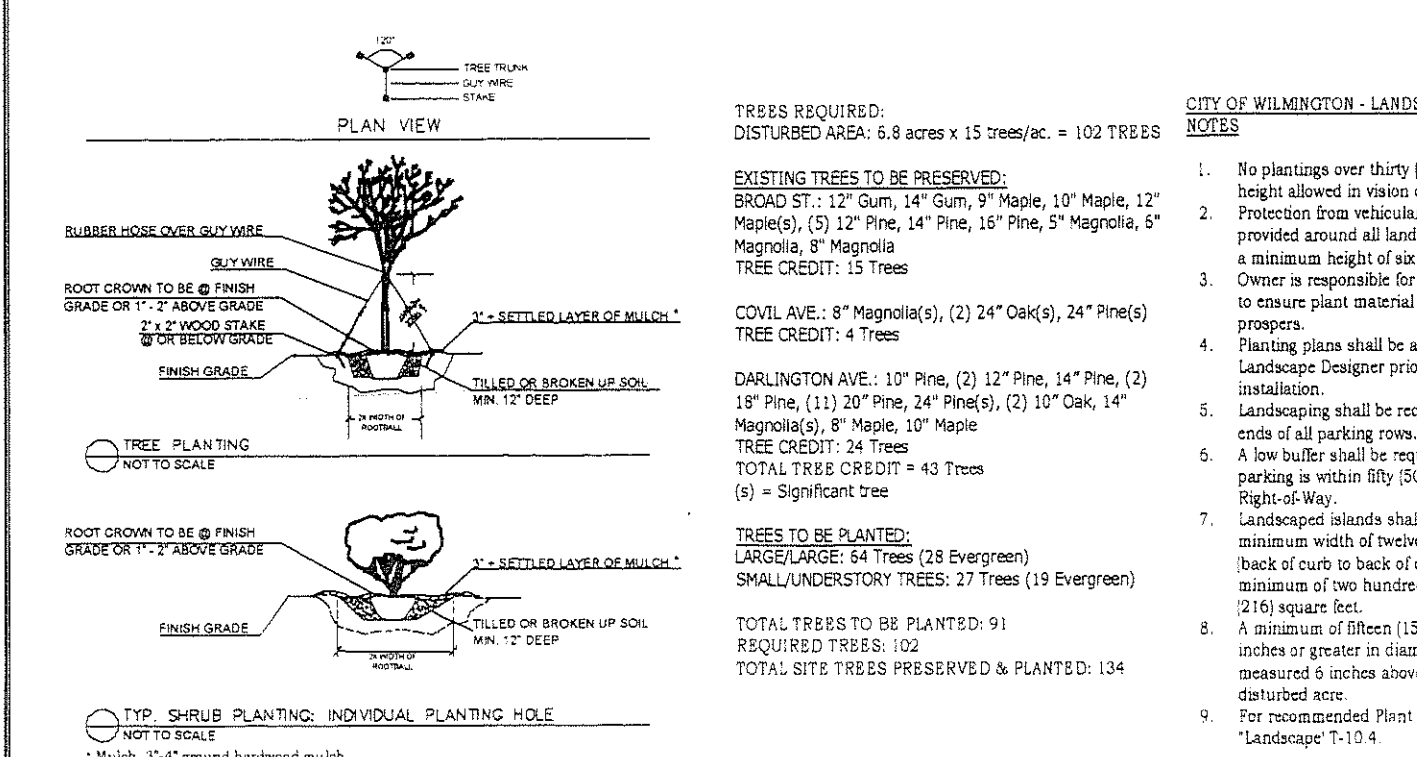 120°
TREE TRUNK
GUY WIRE
STAKE
PLAN VIEW
RUBBER HOSE OVER GUY WIRE
GUY WIRE
ROOT CROWN TO BE @ FINISH
GRADE OR 1" - 2" ABOVE GRADE
2" x 2" WOOD STAKE
@ OR BELOW GRADE
FINISH GRADE
3" + SETTLED LAYER OF MULCH *
TILLED OR BROKEN UP SOIL
MIN. 12" DEEP
2X WIDTH OF
ROOTBALL
TREE PLANTING
NOT TO SCALE
ROOT CROWN TO BE @ FINISH
GRADE OR 1" - 2" ABOVE GRADE
3" + SETTLED LAYER OF MULCH *
FINISH GRADE
TILLED OR BROKEN UP SOIL
MIN. 12" DEEP
2X WIDTH OF
ROOTBALL
TYP. SHRUB PLANTING: INDIVIDUAL PLANTING HOLE
NOT TO SCALE
* Mulch, 3"-4" ground hardwood mulch
TREES REQUIRED:
DISTURBED AREA: 6.8 acres x 15 trees/ac. = 102 TREES
EXISTING TREES TO BE PRESERVED:
BROAD ST.: 12" Gum, 14" Gum, 9" Maple, 10" Maple, 12"
Maple(s), (5) 12" Pine, 14" Pine, 16" Pine, 5" Magnolia, 6"
Magnolia, 8" Magnolia
TREE CREDIT: 15 Trees
COVIL AVE.: 8" Magnolia(s), (2) 24" Oak(s), 24" Pine(s)
TREE CREDIT: 4 Trees
DARLINGTON AVE.: 10" Pine, (2) 12" Pine, 14" Pine, (2)
18" Pine, (11) 20" Pine, 24" Pine(s), (2) 10" Oak, 14"
Magnolia(s), 8" Maple, 10" Maple
TREE CREDIT: 24 Trees
TOTAL TREE CREDIT = 43 Trees
(s) = Significant tree
TREES TO BE PLANTED:
LARGE/LARGE: 64 Trees (28 Evergreen)
SMALL/UNDERSTORY TREES: 27 Trees (19 Evergreen)
TOTAL TREES TO BE PLANTED: 91
REQUIRED TREES: 102
TOTAL SITE TREES PRESERVED & PLANTED: 134
CITY OF WILMINGTON - LANDS
NOTES
1. No plantings over thirty (
height allowed in vision
2. Protection from vehicula
provided around all land
a minimum height of six
3. Owner is responsible for
to ensure plant material
prospers.
4. Planting plans shall be a
Landscape Designer prio
installation.
5. Landscaping shall be rec
ends of all parking rows.
6. A low buffer shall be req
parking is within fifty (50
Right-of-Way.
7. Landscaped islands shal
minimum width of twelve
(back of curb to back of
minimum of two hundre
(216) square feet.
8. A minimum of fifteen (15
inches or greater in diam
measured 6 inches above
disturbed acre.
9. For recommended Plant
"Landscape' T-10.4.